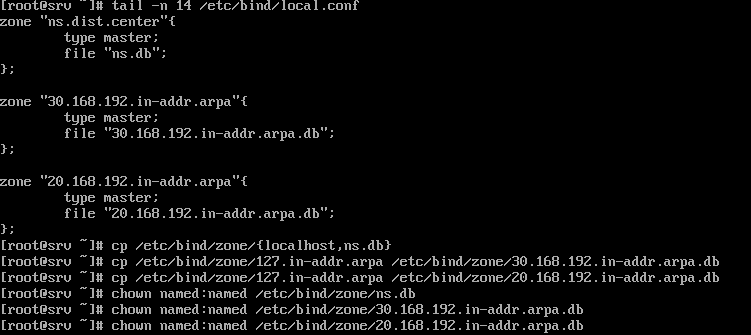 [root@srv ~]# tail -n 14 /etc/bind/local.conf
zone "ns.dist.center"{
        type master;
        file "ns.db";
};

zone "30.168.192.in-addr.arpa"{
        type master;
        file "30.168.192.in-addr.arpa.db";
};

zone "20.168.192.in-addr.arpa"{
        type master;
        file "20.168.192.in-addr.arpa.db";
};
[root@srv ~]# cp /etc/bind/zone/{localhost,ns.db}
[root@srv ~]# cp /etc/bind/zone/127.in-addr.arpa /etc/bind/zone/30.168.192.in-addr.arpa.db
[root@srv ~]# cp /etc/bind/zone/127.in-addr.arpa /etc/bind/zone/20.168.192.in-addr.arpa.db
[root@srv ~]# chown named:named /etc/bind/zone/ns.db
[root@srv ~]# chown named:named /etc/bind/zone/30.168.192.in-addr.arpa.db
[root@srv ~]# chown named:named /etc/bind/zone/20.168.192.in-addr.arpa.db